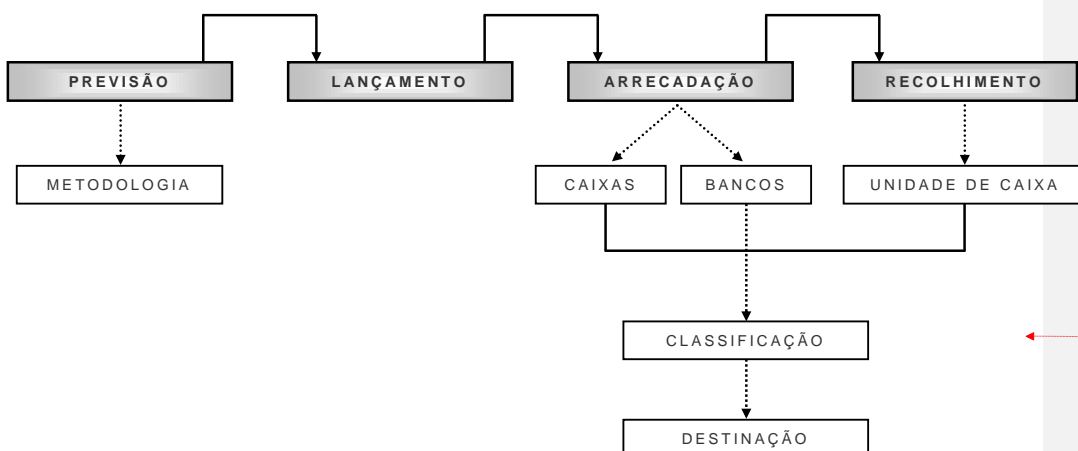 PREVISÃO
LANÇAMENTO
ARRECADAÇÃO
RECOLHIMENTO
METODOLOGIA
CAIXAS
BANCOS
UNIDADE DE CAIXA
CLASSIFICAÇÃO
DESTINAÇÃO